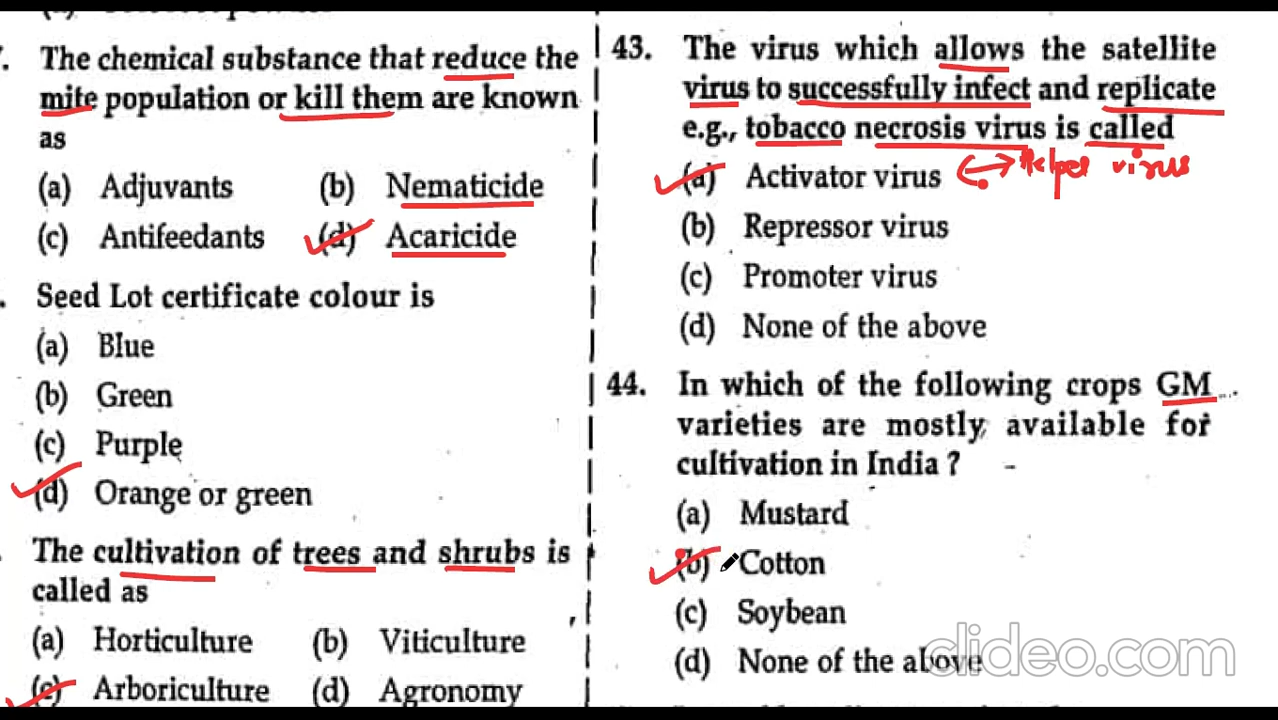 7. The chemical substance that reduce the
mite population or kill them are known
as
(a) Adjuvants (b) Nematicide
(c) Antifeedants (d) Acaricide
. Seed Lot certificate colour is
(a) Blue
(b) Green
(c) Purple
(d) Orange or green
. The cultivation of trees and shrubs is
called as
(a) Horticulture (b) Viticulture
(c) Arboriculture (d) Agronomy
43. The virus which allows the satellite
virus to successfully infect and replicate
e.g., tobacco necrosis virus is called
(a) Activator virus Helper virus
(b) Repressor virus
(c) Promoter virus
(d) None of the above
44. In which of the following crops GM
varieties are mostly available for
cultivation in India ?
(a) Mustard
(b) Cotton
(c) Soybean
(d) None of the above
clideo.com